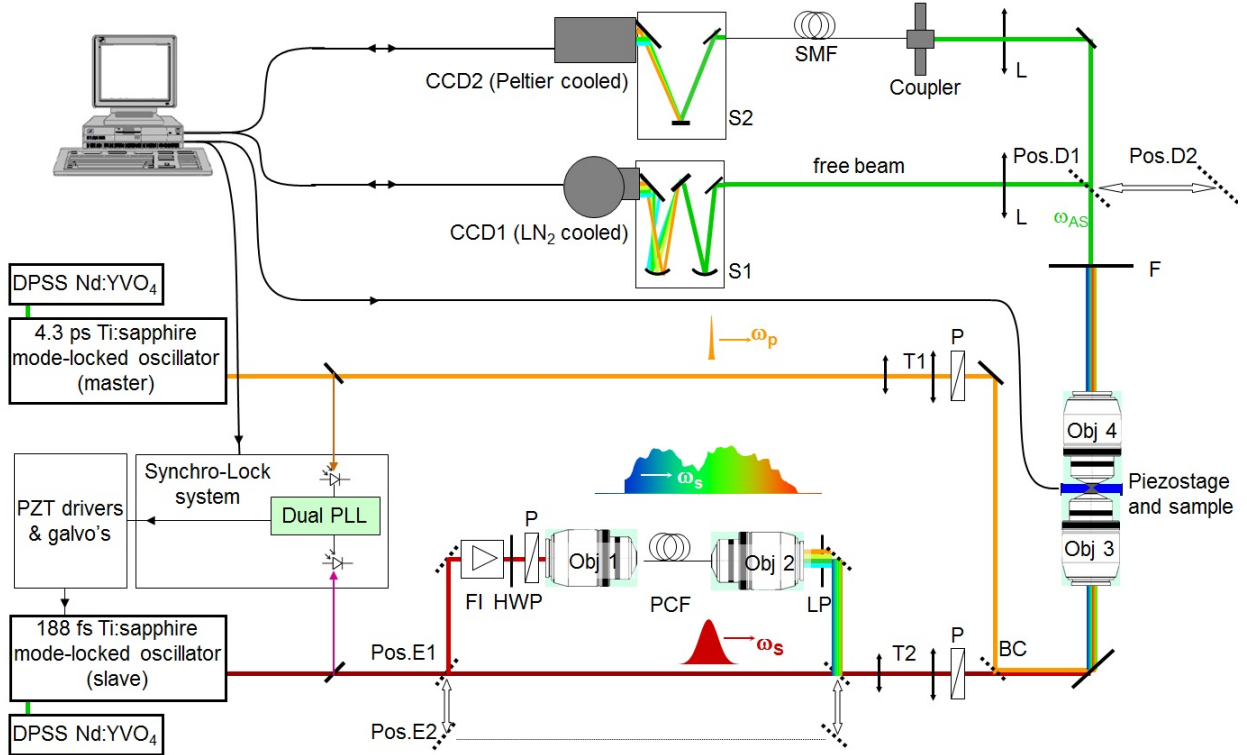 SMF
Coupler
L
CCD2 (Peltier cooled)
S2
free beam
Pos.D1
Pos.D2
L
ωAS
CCD1 (LN2 cooled)
S1
F
DPSS Nd:YVO4
4.3 ps Ti:sapphire
mode-locked oscillator
(master)
ωp
T1
P
Obj 4
Synchro-Lock
system
Dual PLL
PZT drivers
& galvo's
ωs
Piezostage
and sample
P
Obj 1
Obj 2
Obj 3
FI
HWP
PCF
LP
188 fs Ti:sapphire
mode-locked oscillator
(slave)
Pos.E1
ωs
T2
P
BC
Pos.E2
DPSS Nd:YVO4